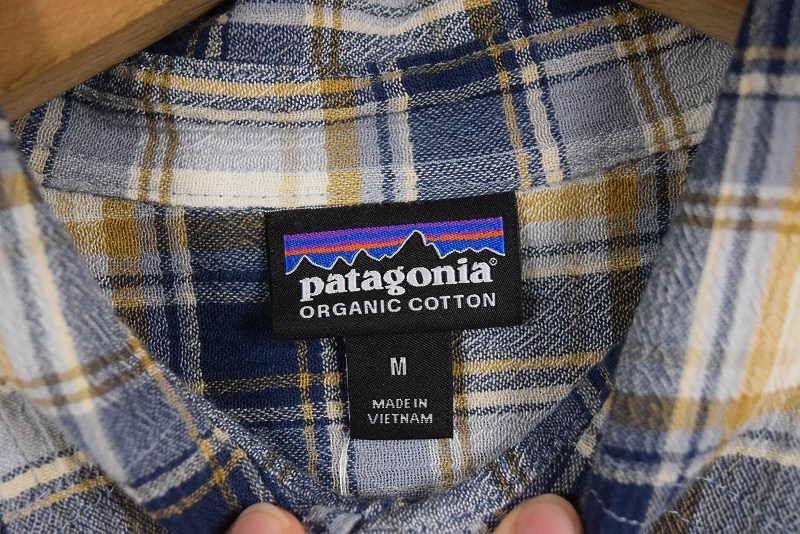 patagonia®
ORGANIC COTTON
M
MADE IN
VIETNAM